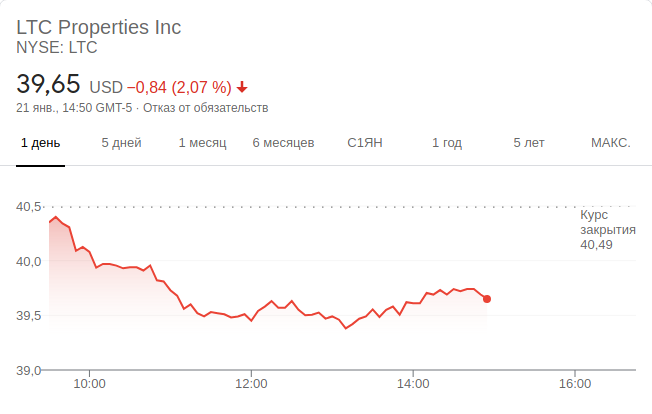 LTC Properties Inc
NYSE: LTC
39,65 USD −0,84 (2,07 %)
21 янв., 14:50 GMT-5 · Отказ от обязательств
1 день 5 дней 1 месяц 6 месяцев С1ЯН 1 год 5 лет МАКС.
40,5
Курс
закрытия
40,49
40,0
39,5
39,0
10:00 12:00 14:00 16:00